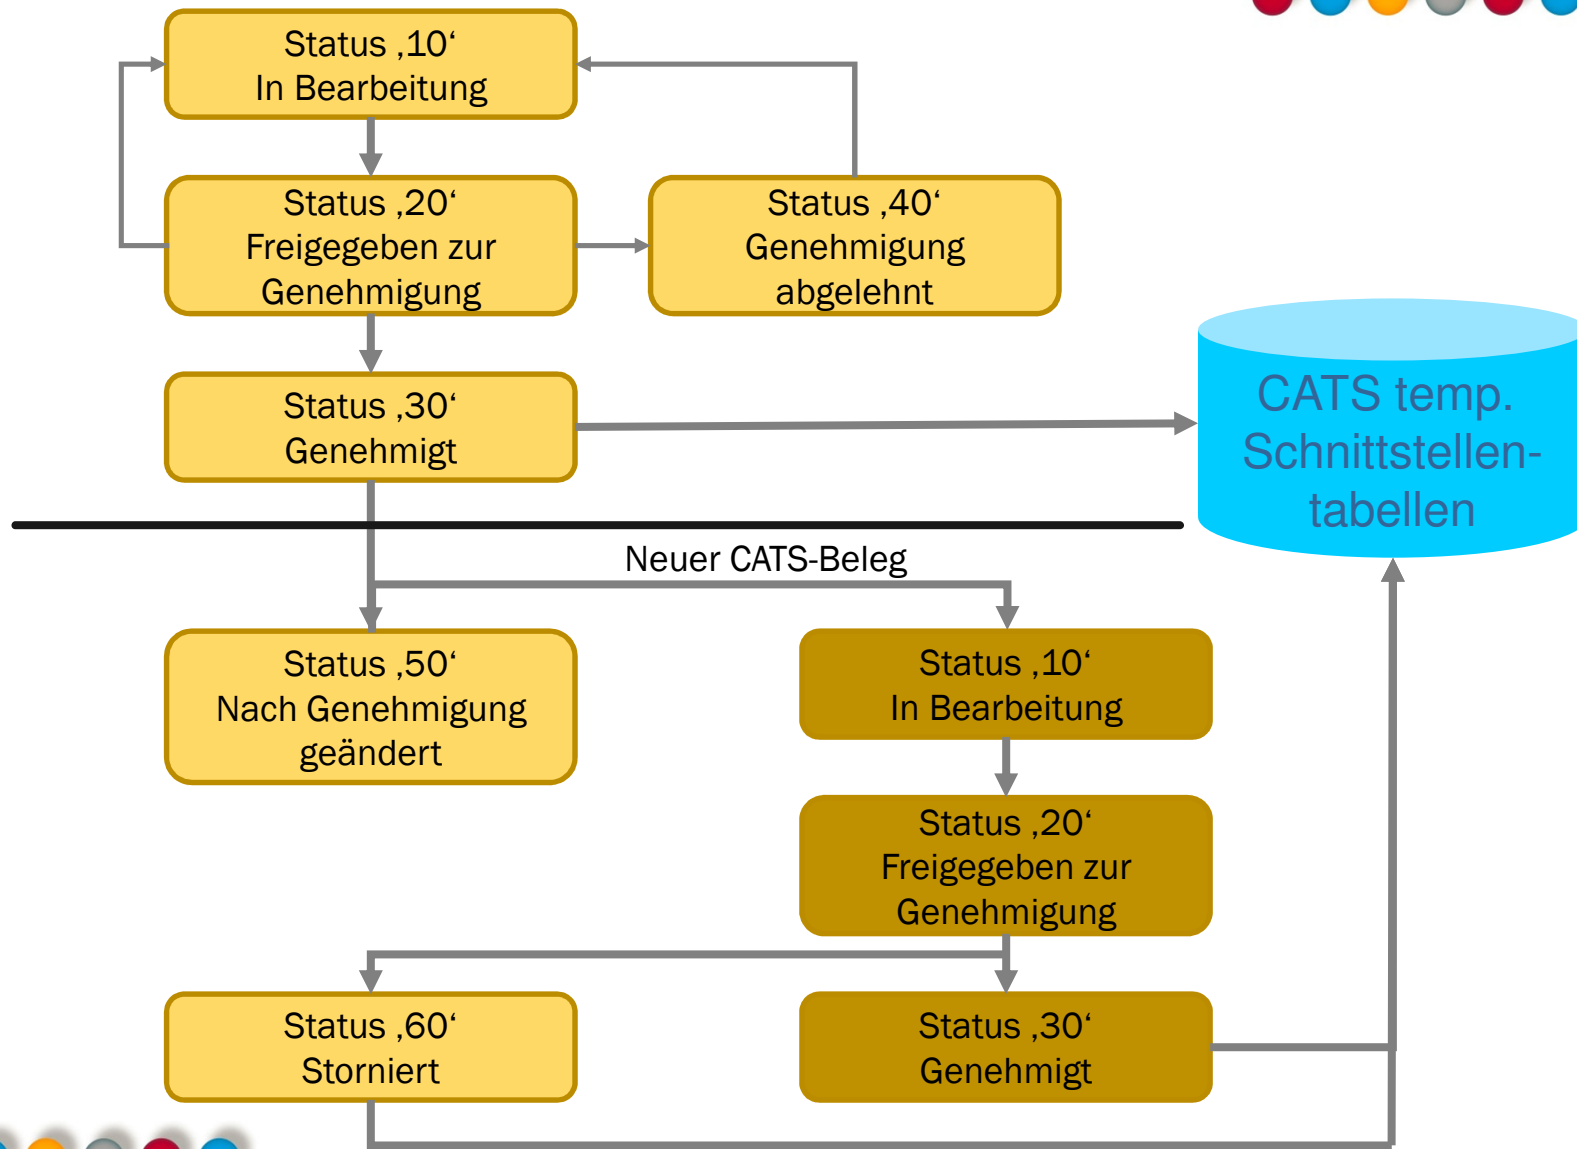 Status ‚10‘
In Bearbeitung
Status ‚20‘
Freigegeben zur
Genehmigung
Status ‚40‘
Genehmigung
abgelehnt
Status ‚30‘
Genehmigt
CATS temp.
Schnittstellen-
tabellen
Neuer CATS-Beleg
Status ‚50‘
Nach Genehmigung
geändert
Status ‚10‘
In Bearbeitung
Status ‚20‘
Freigegeben zur
Genehmigung
Status ‚60‘
Storniert
Status ‚30‘
Genehmigt